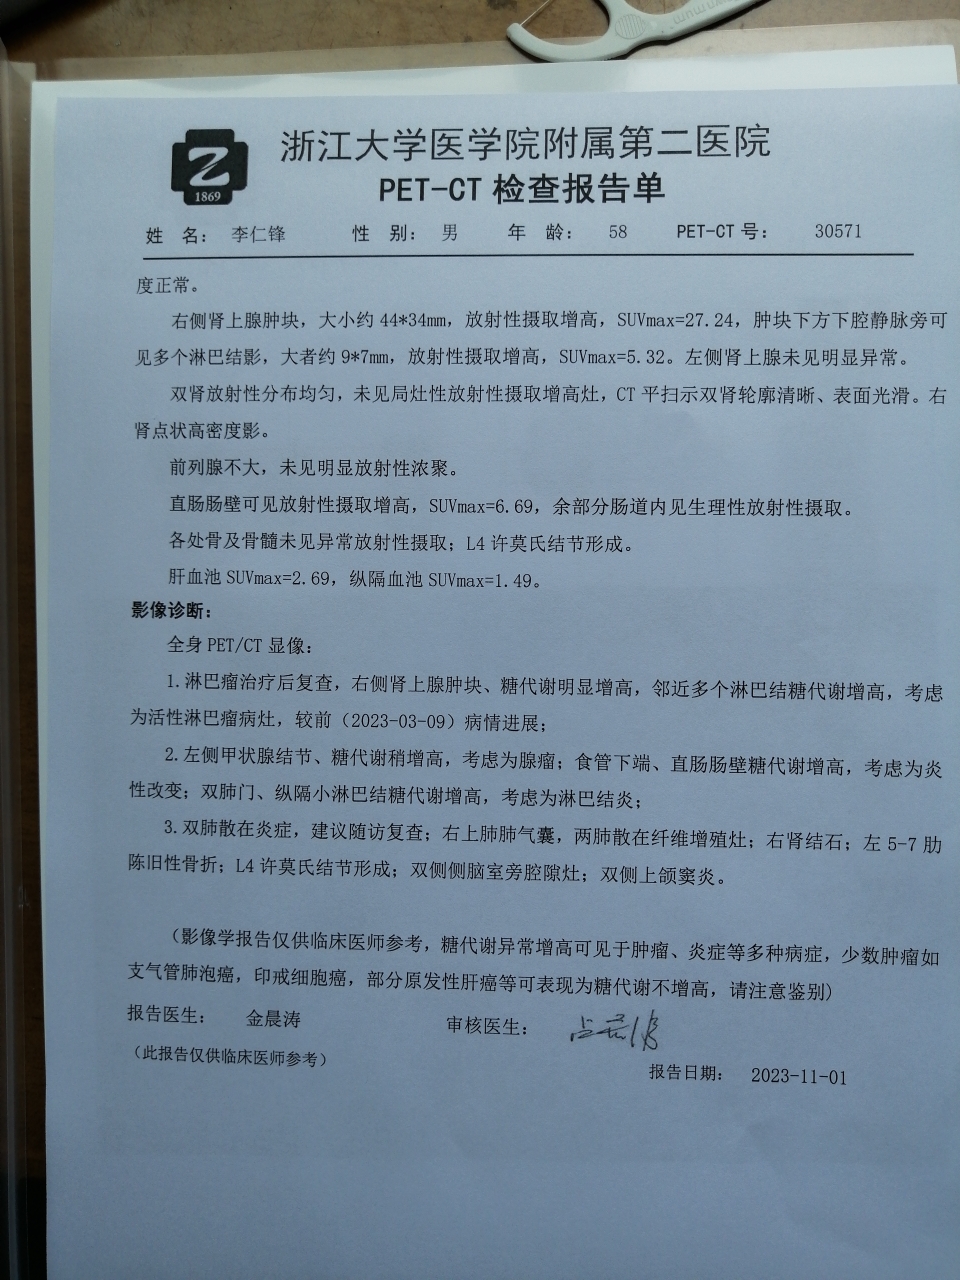 浙江大学医学院附属第二医院
1869
PET-CT 检查报告单
姓 名： 李仁锋 性 别： 男 年 龄： 58 PET-CT 号： 30571
度正常。
右侧肾上腺肿块，大小约 44*34mm，放射性摄取增高，SUVmax=27.24，肿块下方下腔静脉旁可
见多个淋巴结影，大者约 9*7mm，放射性摄取增高，SUVmax=5.32。左侧肾上腺未见明显异常。
双肾放射性分布均匀，未见局灶性放射性摄取增高灶，CT 平扫示双肾轮廓清晰、表面光滑。右
肾点状高密度影。
前列腺不大，未见明显放射性浓聚。
直肠肠壁可见放射性摄取增高，SUVmax=6.69，余部分肠道内见生理性放射性摄取。
各处骨及骨髓未见异常放射性摄取；L4 许莫氏结节形成。
肝血池 SUVmax=2.69，纵隔血池 SUVmax=1.49。
影像诊断：
全身 PET/CT 显像：
1.淋巴瘤治疗后复查，右侧肾上腺肿块、糖代谢明显增高，邻近多个淋巴结糖代谢增高，考虑
为活性淋巴瘤病灶，较前（2023-03-09）病情进展；
2.左侧甲状腺结节、糖代谢稍增高，考虑为腺瘤；食管下端、直肠肠壁糖代谢增高，考虑为炎
性改变；双肺门、纵隔小淋巴结糖代谢增高，考虑为淋巴结炎；
3.双肺散在炎症，建议随访复查；右上肺肺气囊，两肺散在纤维增殖灶；右肾结石；左 5-7 肋
陈旧性骨折；L4 许莫氏结节形成；双侧侧脑室旁腔隙灶；双侧上颌窦炎。
（影像学报告仅供临床医师参考，糖代谢异常增高可见于肿瘤、炎症等多种病症，少数肿瘤如
支气管肺泡癌，印戒细胞癌，部分原发性肝癌等可表现为糖代谢不增高，请注意鉴别）
报告医生： 金晨涛 审核医生：
（此报告仅供临床医师参考）
报告日期： 2023-11-01